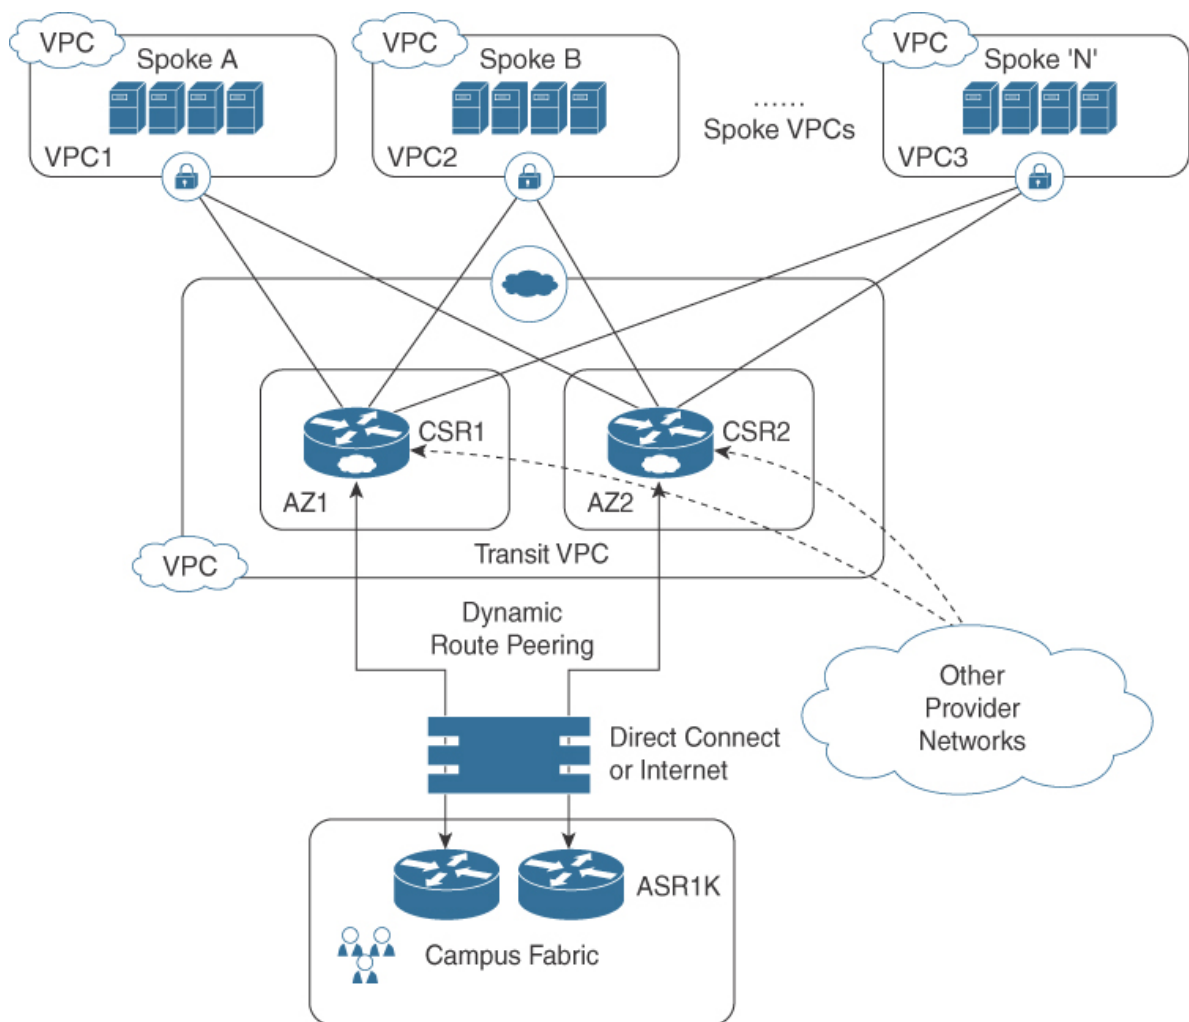 VPC
Spoke A
VPC1
VPC
Spoke B
VPC2
......
Spoke VPCs
VPC
Spoke 'N'
VPC3
CSR1
AZ1
CSR2
AZ2
Transit VPC
VPC
Dynamic
Route Peering
Other
Provider
Networks
Direct Connect
or Internet
ASR1K
Campus Fabric